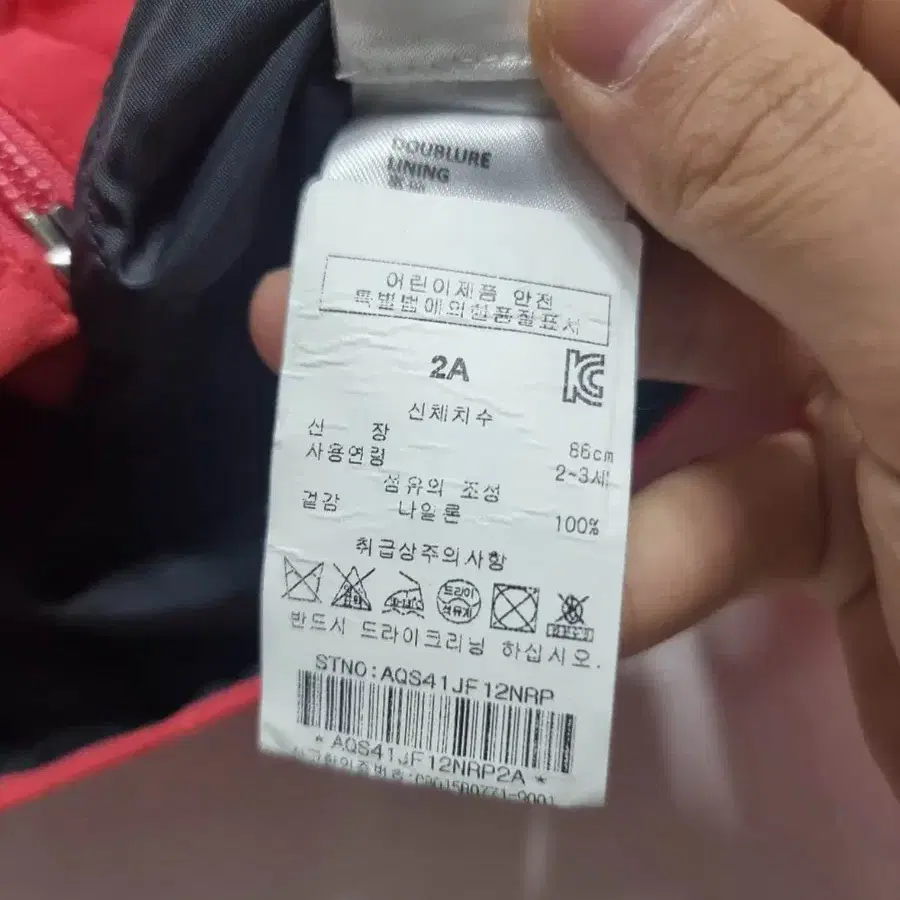 DOUBLURE
LINING
어린이제품 안전
특별법에의한품질표시
2A
신체치수
신 장 86cm
사용연령 2-3세
섬유의 조성
겉감 나일론 100%
취급상주의사항
드라이
석유계
반드시 드라이크리닝 하십시오.
STNO:AQS41JF12NRP
* AQS41JF12NRP2A *